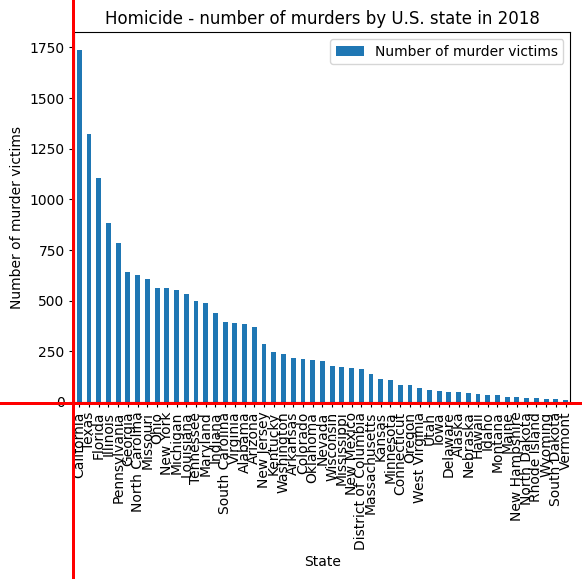 Homicide - number of murders by U.S. state in 2018
Number of murder victims
Number of murder victims
1750
1500
1250
1000
750
500
250
0
California
Texas
Florida
Illinois
Pennsylvania
Georgia
North Carolina
Missouri
Ohio
New York
Michigan
Louisiana
Tennessee
Maryland
Indiana
South Carolina
Virginia
Alabama
Arizona
New Jersey
Kentucky
Washington
Arkansas
Colorado
Oklahoma
Nevada
Wisconsin
Mississippi
New Mexico
District of Columbia
Massachusetts
Kansas
Minnesota
Connecticut
Oregon
West Virginia
Utah
Iowa
Delaware
Alaska
Nebraska
Hawaii
Idaho
Montana
Maine
New Hampshire
North Dakota
Rhode Island
Wyoming
South Dakota
Vermont
State